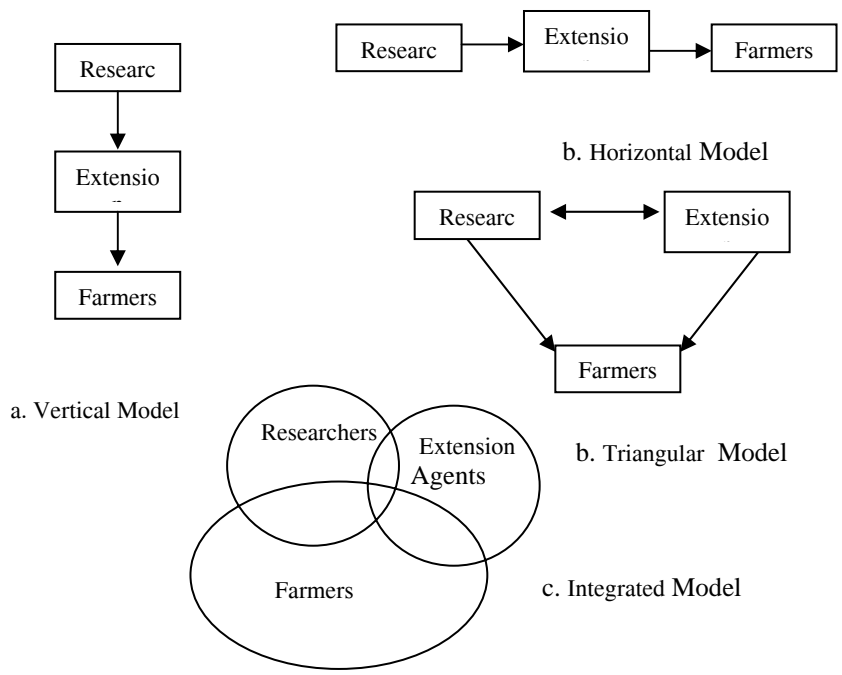 Researc
Extensio
Farmers
a. Vertical Model
Researc
Extensio
Farmers
b. Horizontal Model
Researc
Extensio
Farmers
b. Triangular Model
Researchers
Extension
Agents
Farmers
c. Integrated Model